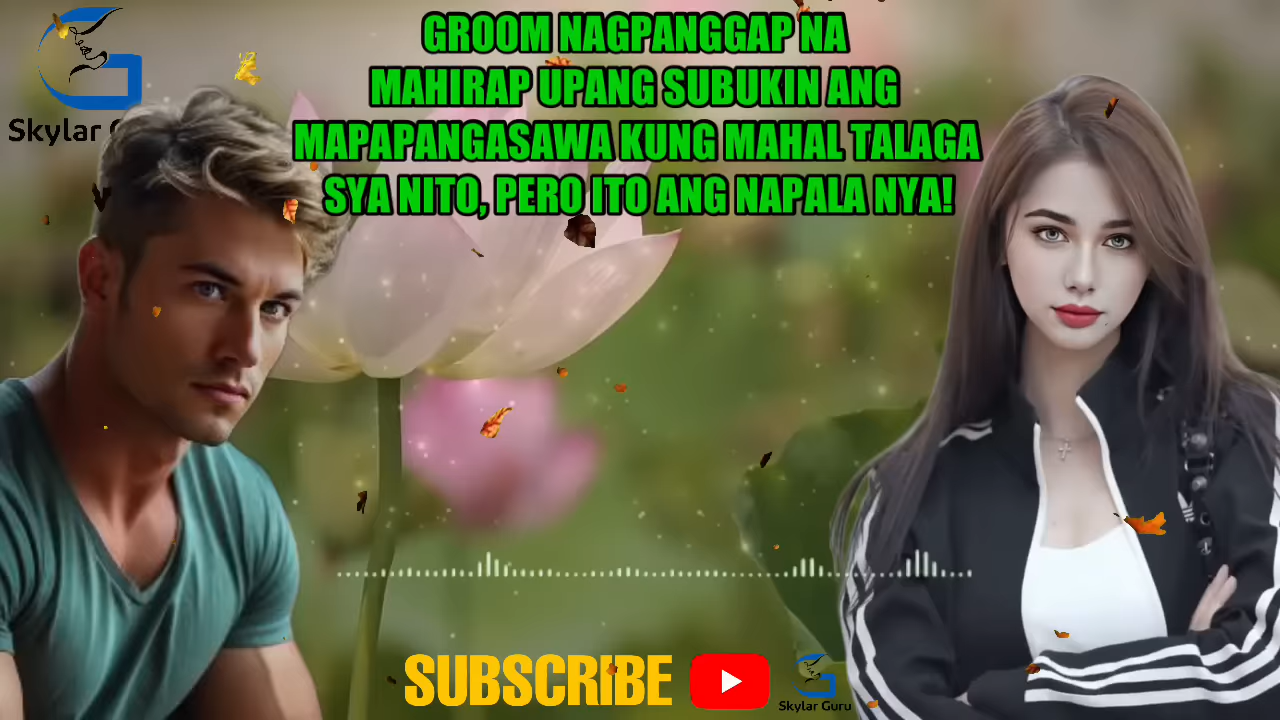 GROOM NAGPANGGAP NA
MAHIRAP UPANG SUBUKIN ANG
MAPAPANGASAWA KUNG MAHAL TALAGA
SYA NITO, PERO ITO ANG NAPALA NYA!
Skylar G
SUBSCRIBE
Skylar Guru